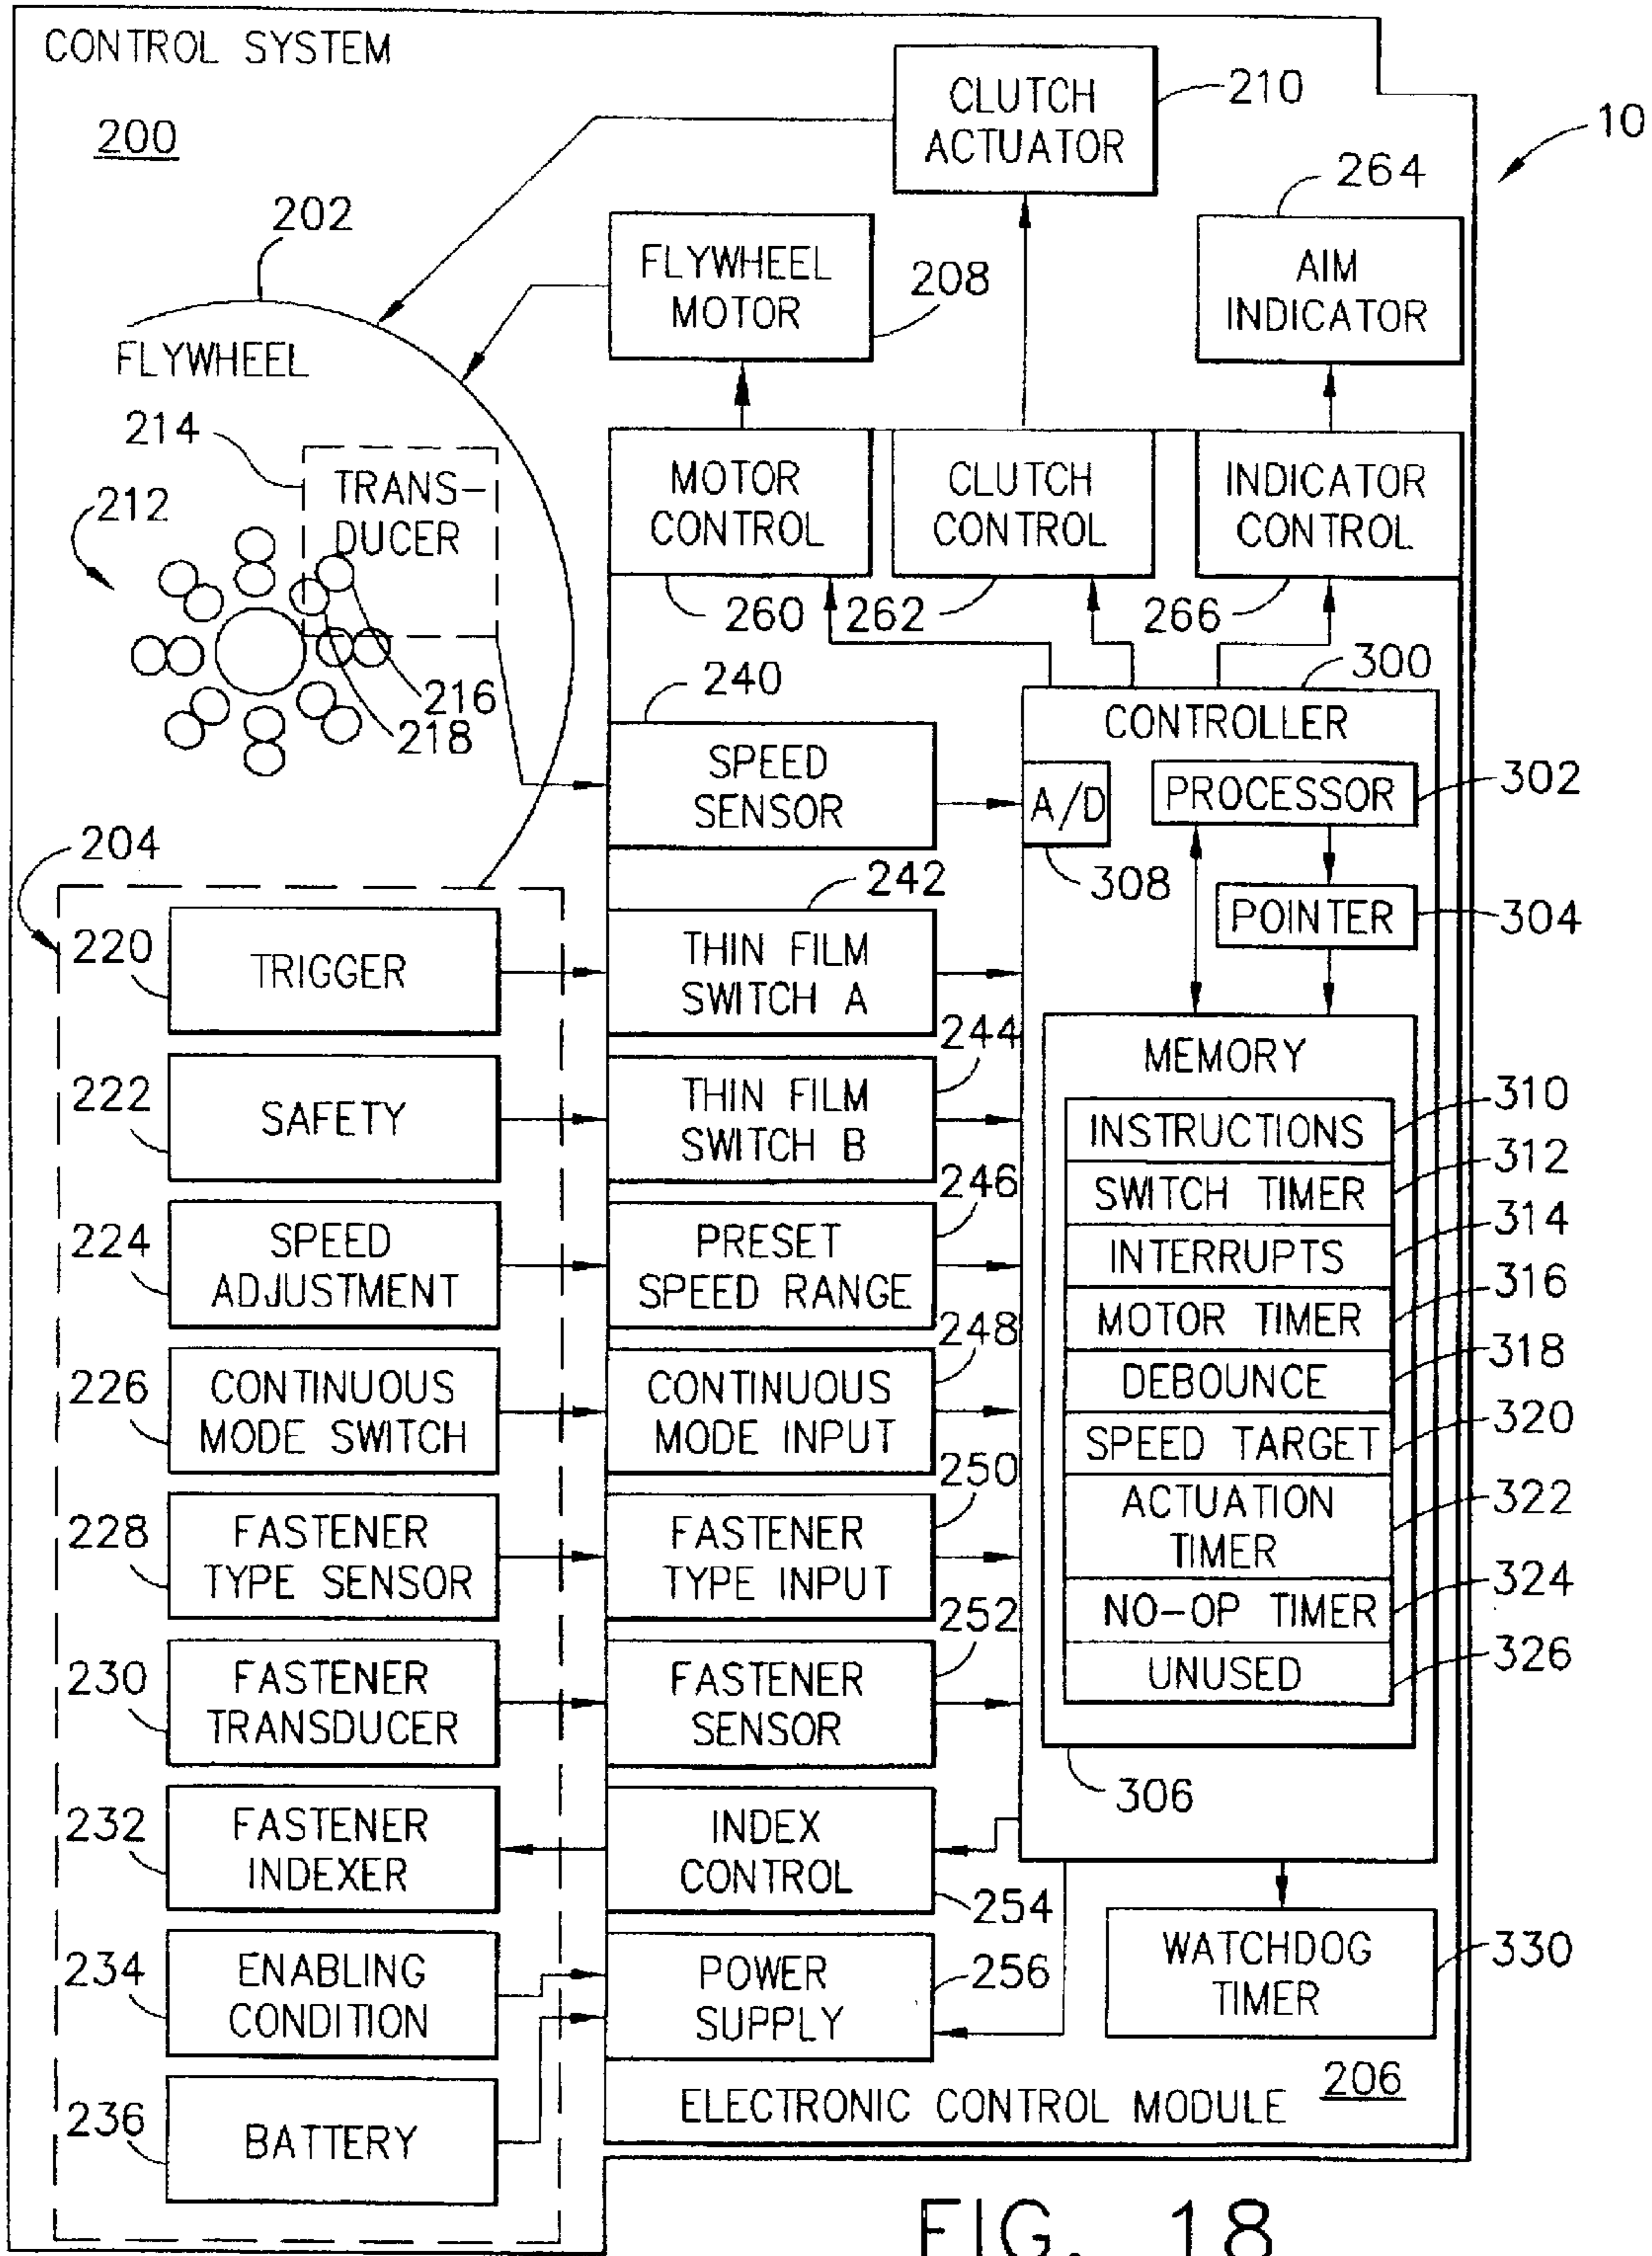 CONTROL SYSTEM
200
CLUTCH
ACTUATOR
210
10
202
FLYWHEEL
FLYWHEEL
MOTOR
208
264
AIM
INDICATOR
214
TRANS-
DUCER
212
216
218
MOTOR
CONTROL
CLUTCH
CONTROL
INDICATOR
CONTROL
260
262
266
240
SPEED
SENSOR
300
CONTROLLER
A/D
308
PROCESSOR
302
POINTER
304
204
220
TRIGGER
242
THIN FILM
SWITCH A
222
SAFETY
244
THIN FILM
SWITCH B
224
SPEED
ADJUSTMENT
246
PRESET
SPEED RANGE
226
CONTINUOUS
MODE SWITCH
248
CONTINUOUS
MODE INPUT
228
FASTENER
TYPE SENSOR
250
FASTENER
TYPE INPUT
230
FASTENER
TRANSDUCER
252
FASTENER
SENSOR
232
FASTENER
INDEXER
INDEX
CONTROL
254
234
ENABLING
CONDITION
POWER
SUPPLY
256
236
BATTERY
MEMORY
INSTRUCTIONS
310
SWITCH TIMER
312
INTERRUPTS
314
MOTOR TIMER
316
DEBOUNCE
318
SPEED TARGET
320
ACTUATION
TIMER
322
NO-OP TIMER
324
UNUSED
326
306
WATCHDOG
TIMER
330
206
ELECTRONIC CONTROL MODULE
FIG. 18